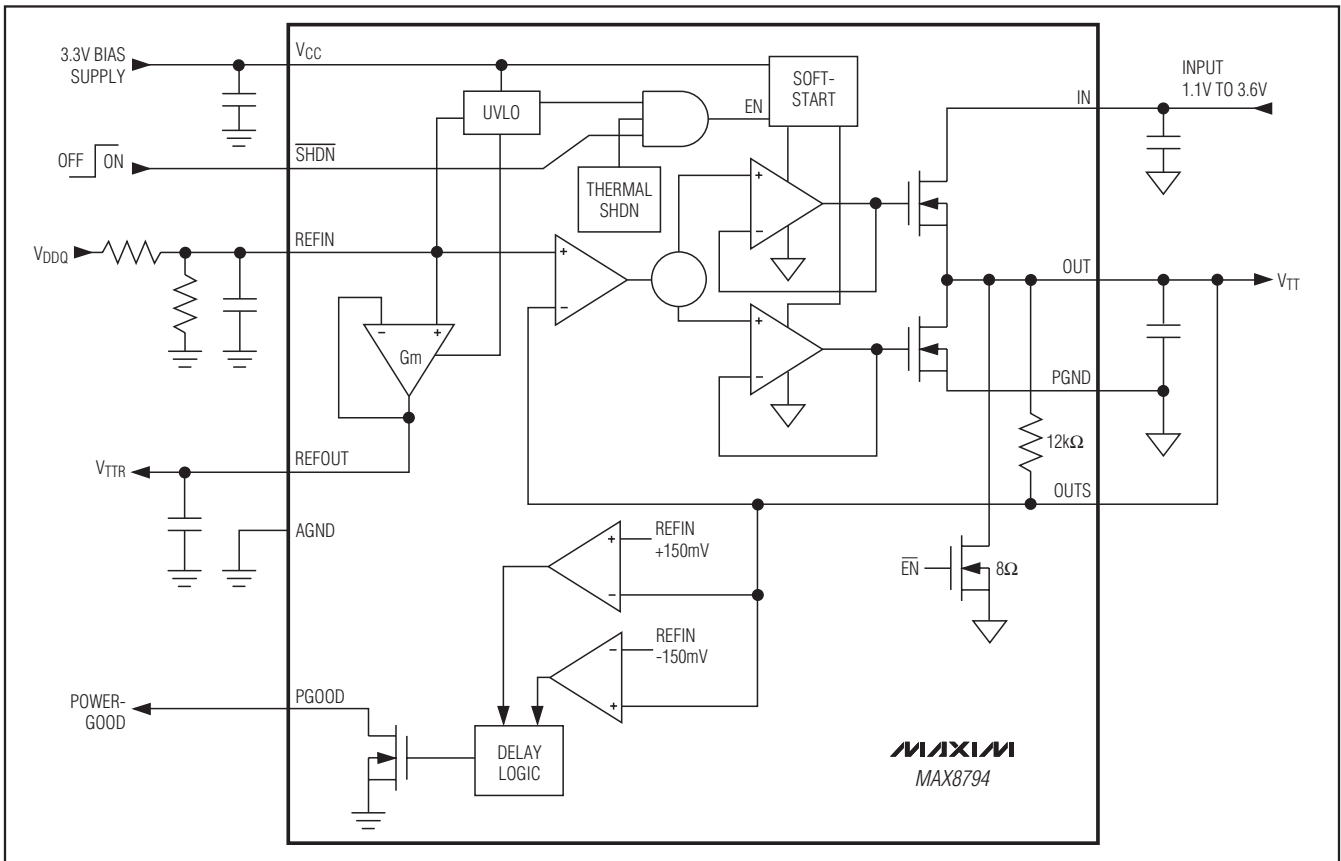 3.3V BIAS
SUPPLY
VCC
SOFT-
START
INPUT
1.1V TO 3.6V
IN
UVLO
EN
OFF
ON
SHDN
THERMAL
SHDN
+
-
VDDQ
REFIN
+
-
OUT
VTT
-
+
Gm
+
-
PGND
12kΩ
VTTR
REFOUT
OUTS
AGND
+
REFIN
+150mV
-
EN
8Ω
-
REFIN
-150mV
+
POWER-
GOOD
PGOOD
DELAY
LOGIC
MAXIM
MAX8794